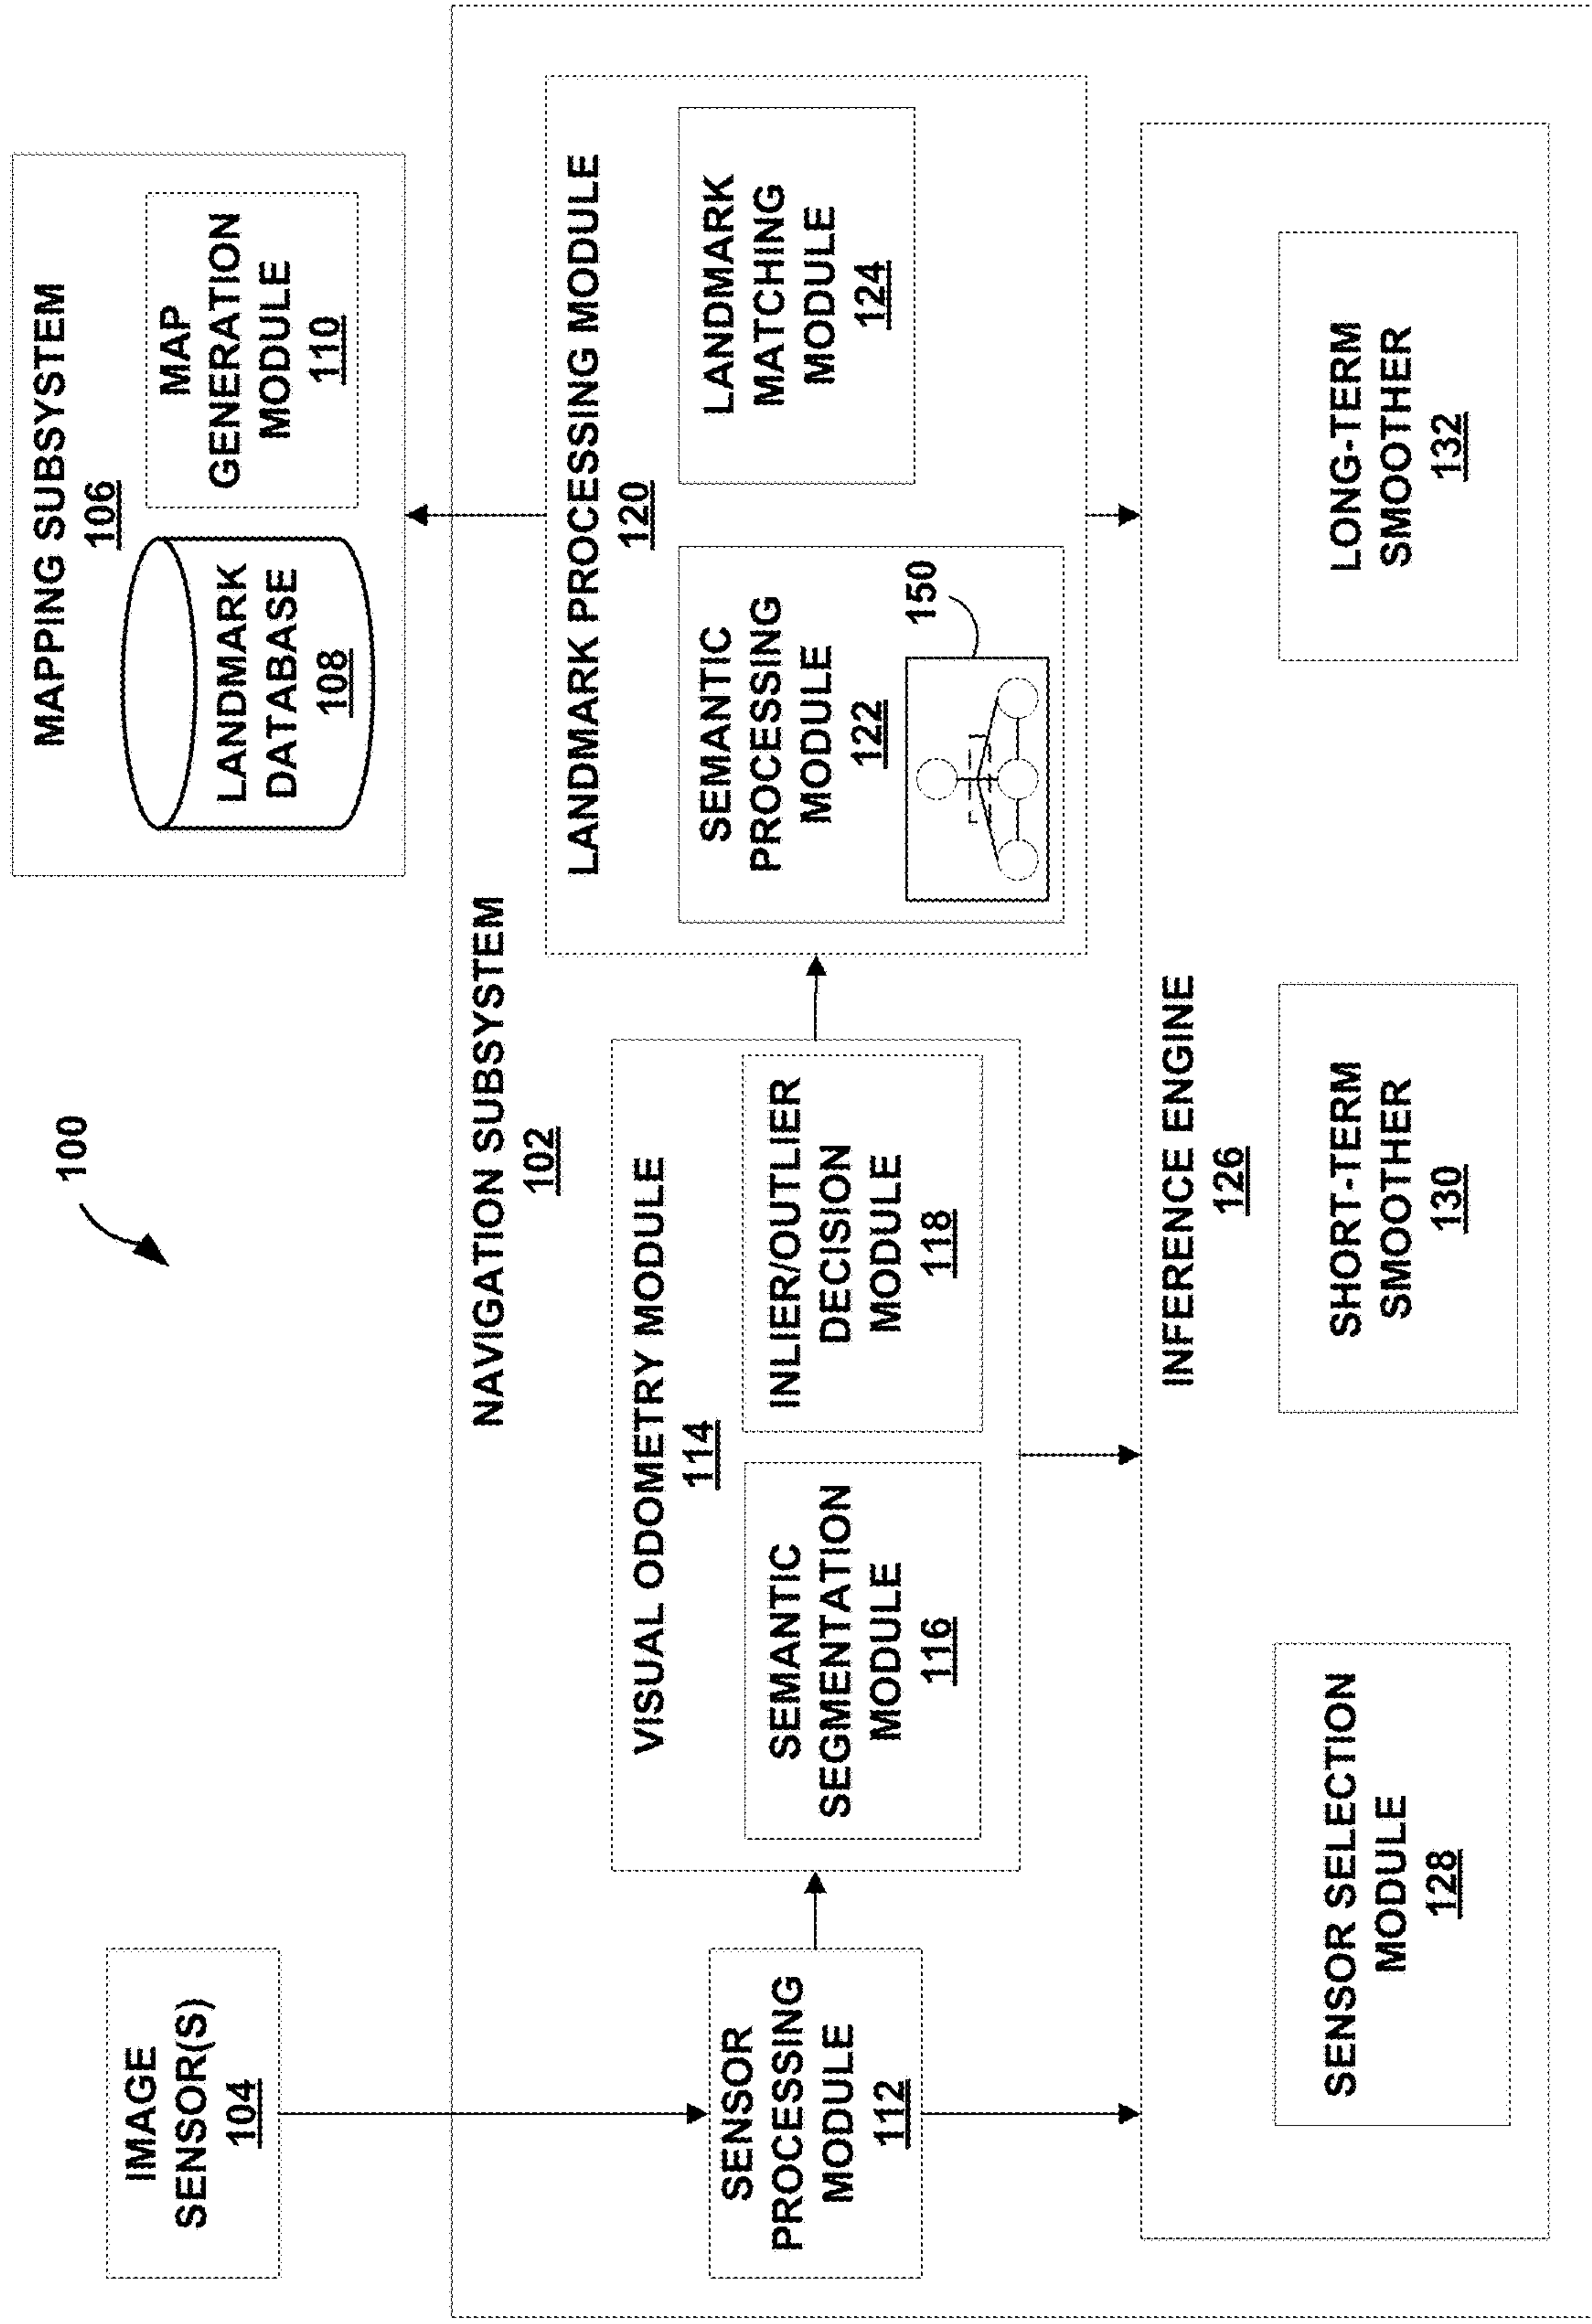 100
IMAGE
SENSOR(S)
104
MAPPING SUBSYSTEM
106
LANDMARK
DATABASE
108
MAP
GENERATION
MODULE
110
NAVIGATION SUBSYSTEM
102
SENSOR
PROCESSING
MODULE
112
VISUAL ODOMETRY MODULE
114
SEMANTIC
SEGMENTATION
MODULE
116
INLIER/OUTLIER
DECISION
MODULE
118
LANDMARK PROCESSING MODULE
120
SEMANTIC
PROCESSING
MODULE
122
150
LANDMARK
MATCHING
MODULE
124
INFERENCE ENGINE
126
SENSOR SELECTION
MODULE
128
SHORT-TERM
SMOOTHER
130
LONG-TERM
SMOOTHER
132